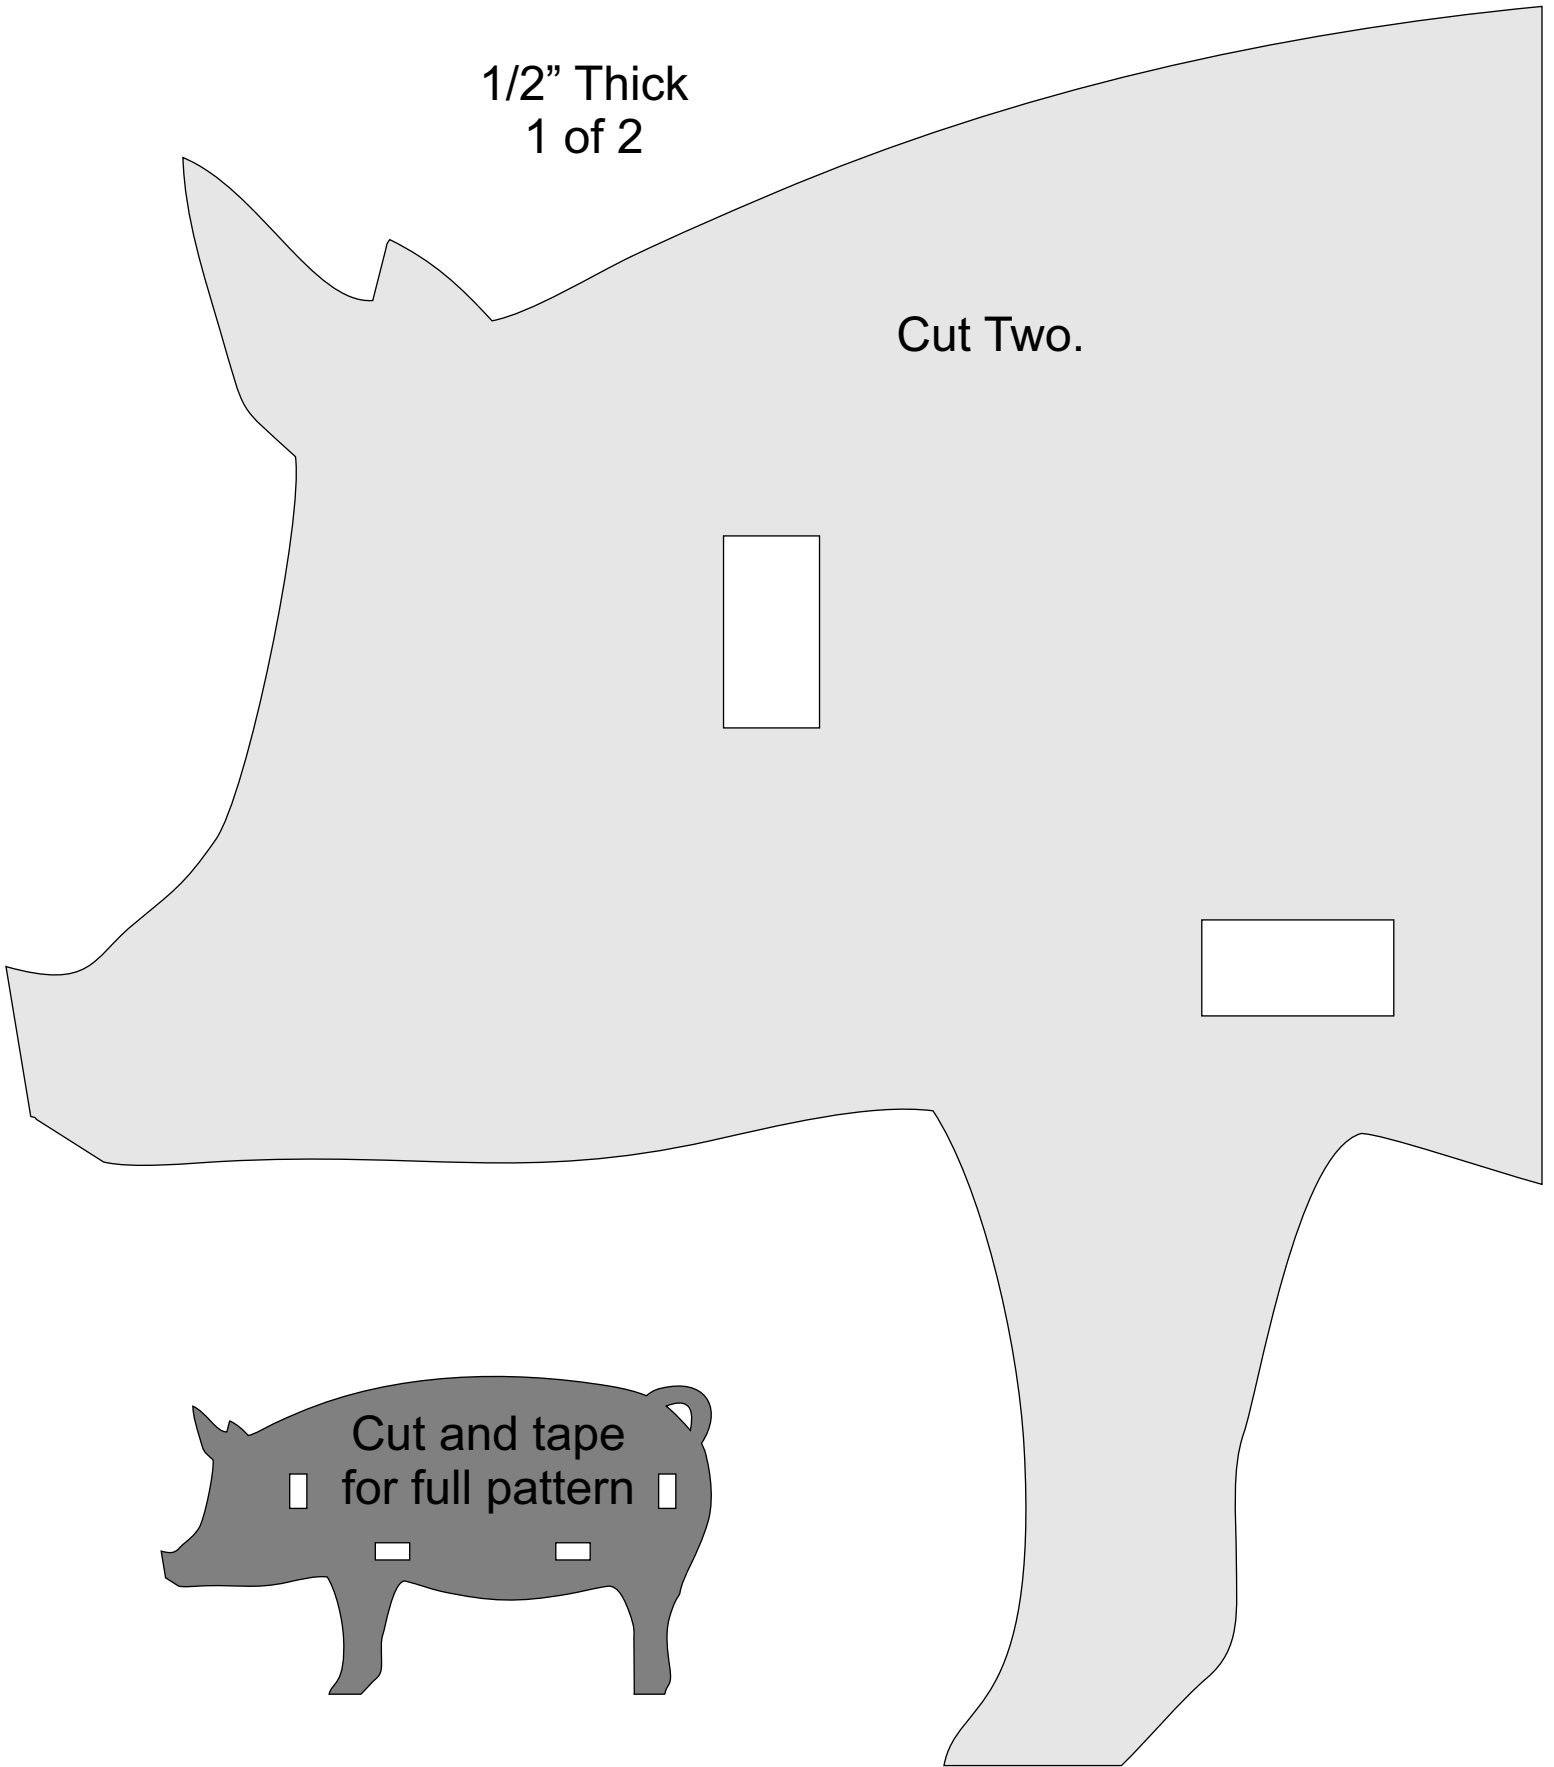 1/2” Thick
1 of 2
Cut Two.
Cut and tape
for full pattern